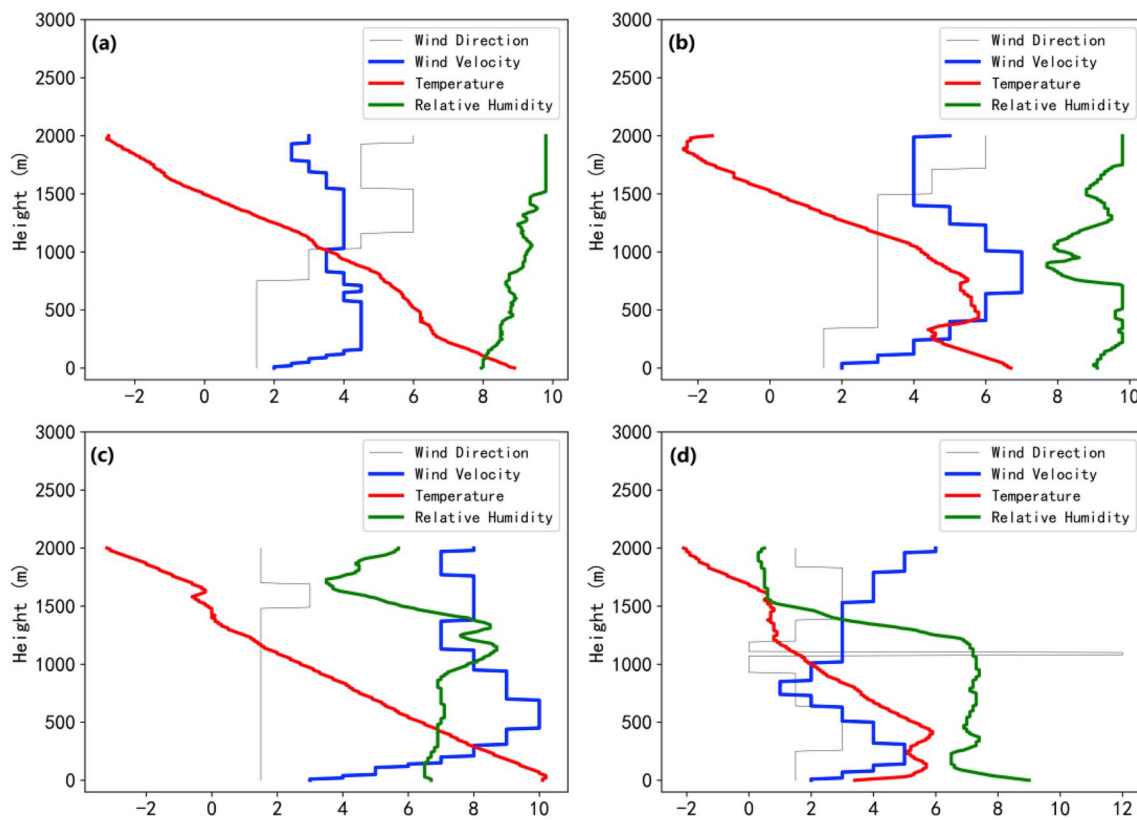 (a)
Wind Direction
Wind Velocity
Temperature
Relative Humidity
3000
2500
2000
1500
1000
500
0
Height (m)
-2 0 2 4 6 8 10
(b)
Wind Direction
Wind Velocity
Temperature
Relative Humidity
3000
2500
2000
1500
1000
500
0
Height (m)
-2 0 2 4 6 8 10
(c)
Wind Direction
Wind Velocity
Temperature
Relative Humidity
3000
2500
2000
1500
1000
500
0
Height (m)
-2 0 2 4 6 8 10
(d)
Wind Direction
Wind Velocity
Temperature
Relative Humidity
3000
2500
2000
1500
1000
500
0
Height (m)
-2 0 2 4 6 8 10 12